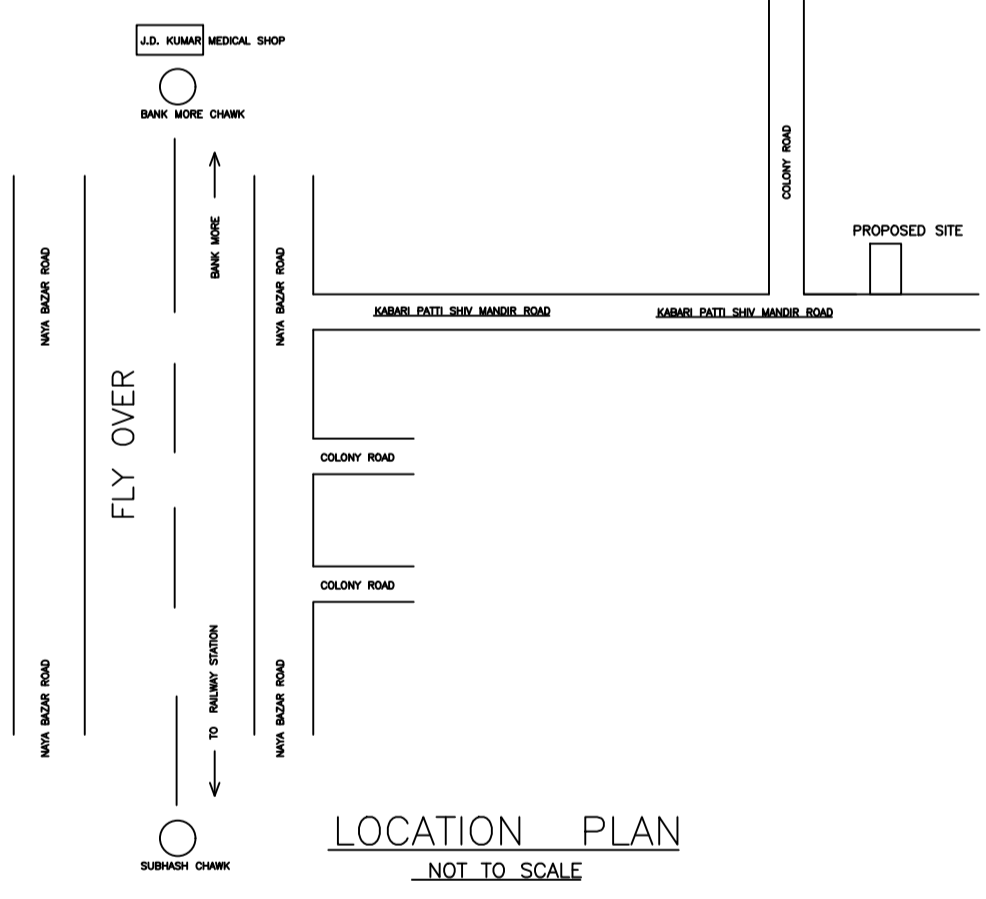 J.D. KUMAR MEDICAL SHOP
BANK MORE CHAWK
COLONY ROAD
BANK MORE
PROPOSED SITE
NAYA BAZAR ROAD
NAYA BAZAR ROAD
KABARI PATTI SHIV MANDIR ROAD
KABARI PATTI SHIV MANDIR ROAD
FLY OVER
COLONY ROAD
COLONY ROAD
TO RAILWAY STATION
NAYA BAZAR ROAD
NAYA BAZAR ROAD
LOCATION PLAN
NOT TO SCALE
SUBHASH CHAWK